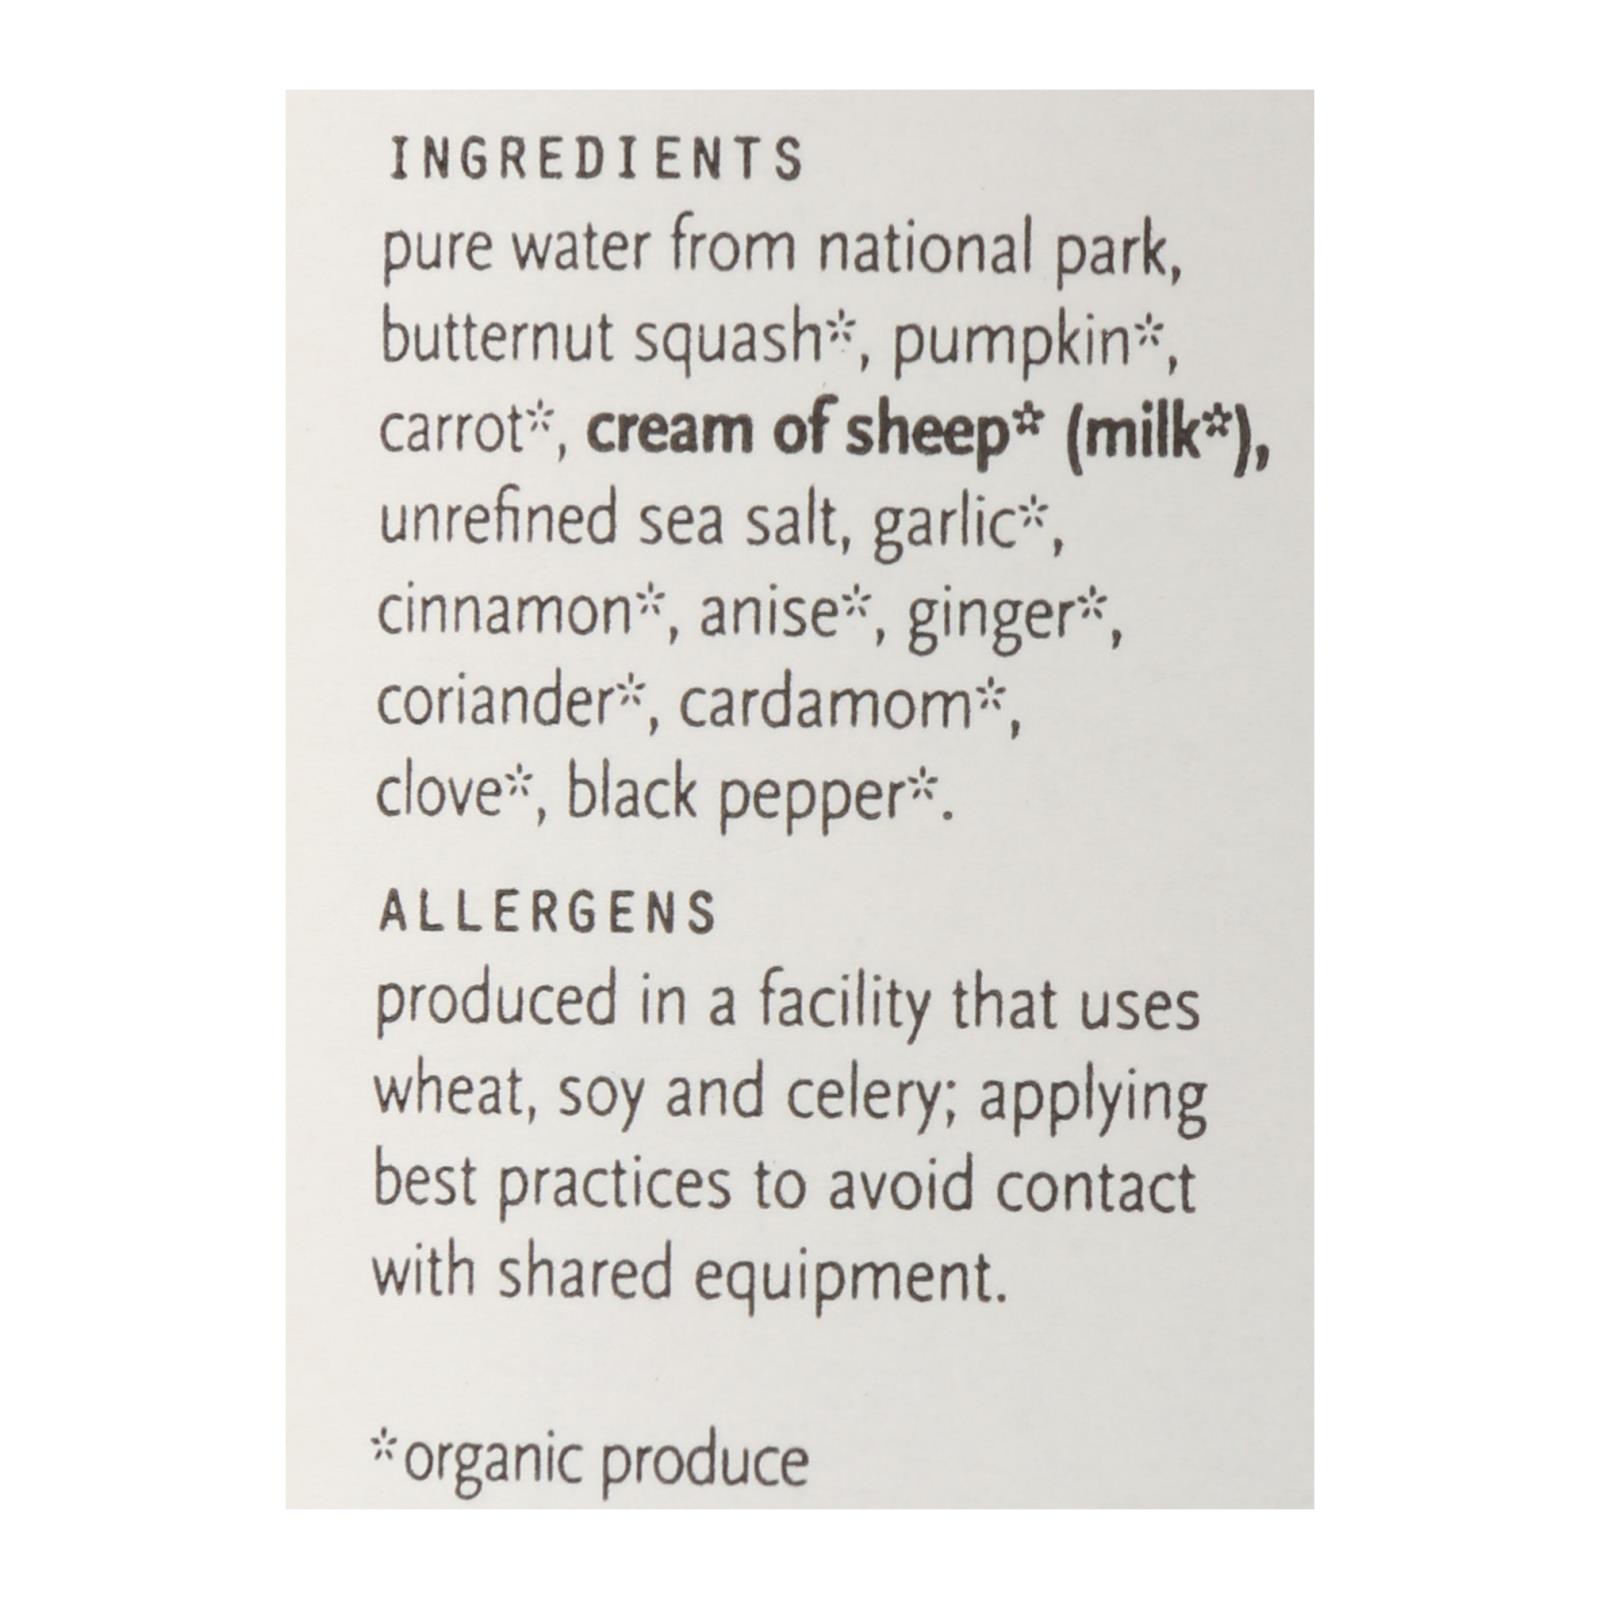 INGREDIENTS
pure water from national park,
butternut squash*, pumpkin*,
carrot*, cream of sheep* (milk*),
unrefined sea salt, garlic*,
cinnamon*, anise*, ginger*,
coriander*, cardamom*,
clove*, black pepper*.
ALLERGENS
produced in a facility that uses
wheat, soy and celery; applying
best practices to avoid contact
with shared equipment.
*organic produce